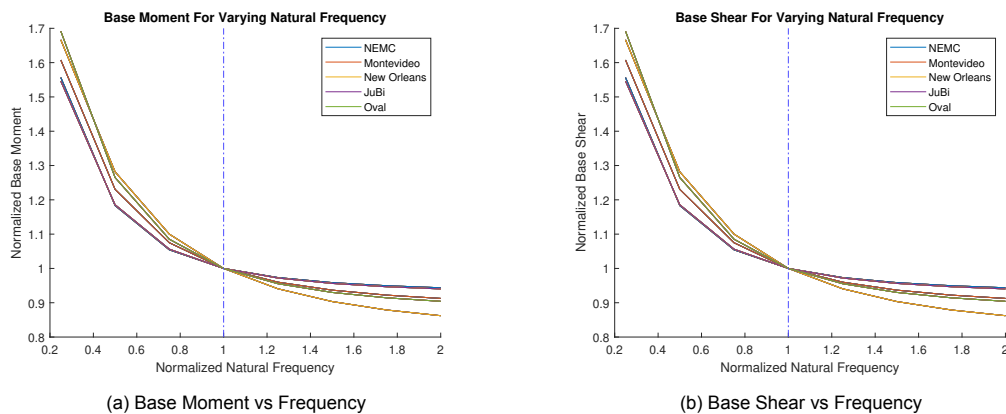 Base Moment For Varying Natural Frequency
1.7
1.6
1.5
1.4
1.3
1.2
1.1
1
0.9
0.8
Normalized Base Moment
NEMC
Montevideo
New Orleans
JuBi
Oval
0.2 0.4 0.6 0.8 1 1.2 1.4 1.6 1.8 2
Normalized Natural Frequency
(a) Base Moment vs Frequency
Base Shear For Varying Natural Frequency
1.7
1.6
1.5
1.4
1.3
1.2
1.1
1
0.9
0.8
Normalized Base Shear
NEMC
Montevideo
New Orleans
JuBi
Oval
0.2 0.4 0.6 0.8 1 1.2 1.4 1.6 1.8 2
Normalized Natural Frequency
(b) Base Shear vs Frequency